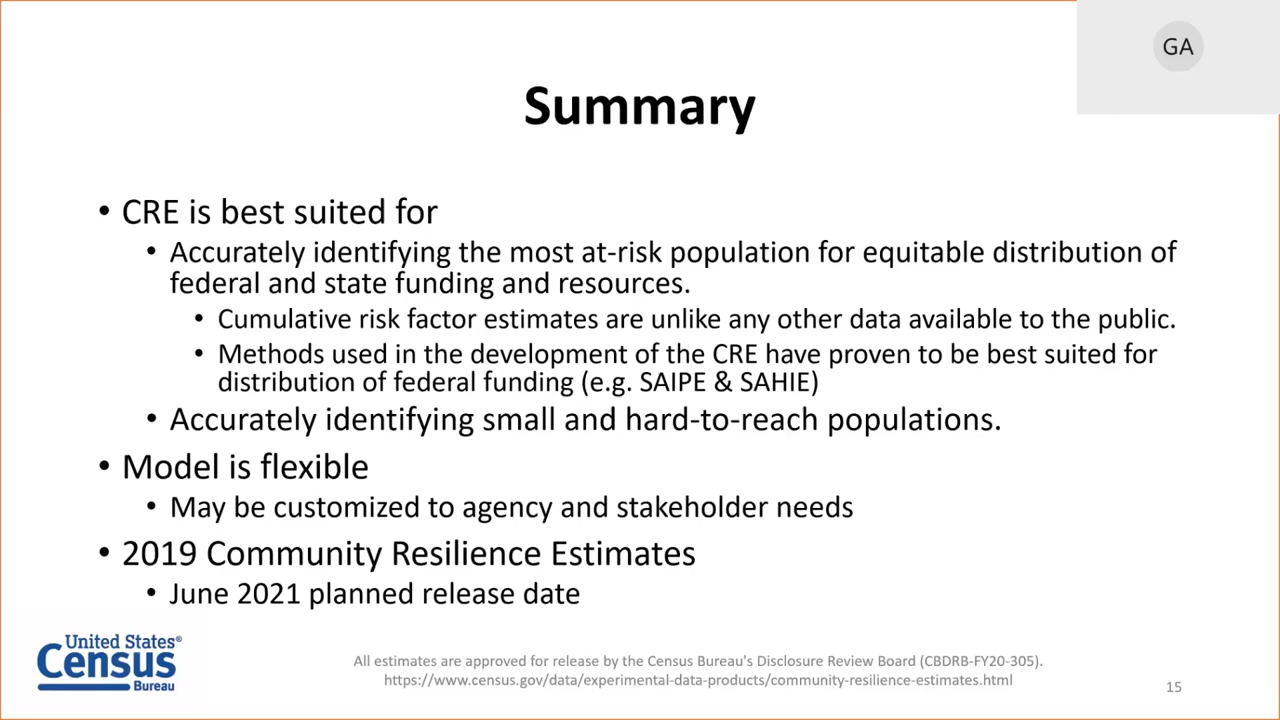 GA
Summary
• CRE is best suited for
• Accurately identifying the most at-risk population for equitable distribution of
federal and state funding and resources.
• Cumulative risk factor estimates are unlike any other data available to the public.
• Methods used in the development of the CRE have proven to be best suited for
distribution of federal funding (e.g. SAIPE & SAHIE)
• Accurately identifying small and hard-to-reach populations.
• Model is flexible
• May be customized to agency and stakeholder needs
• 2019 Community Resilience Estimates
• June 2021 planned release date
United States®
Census
Bureau
All estimates are approved for release by the Census Bureau's Disclosure Review Board (CBDRB-FY20-305).
https://www.census.gov/data/experimental-data-products/community-resilience-estimates.html
15